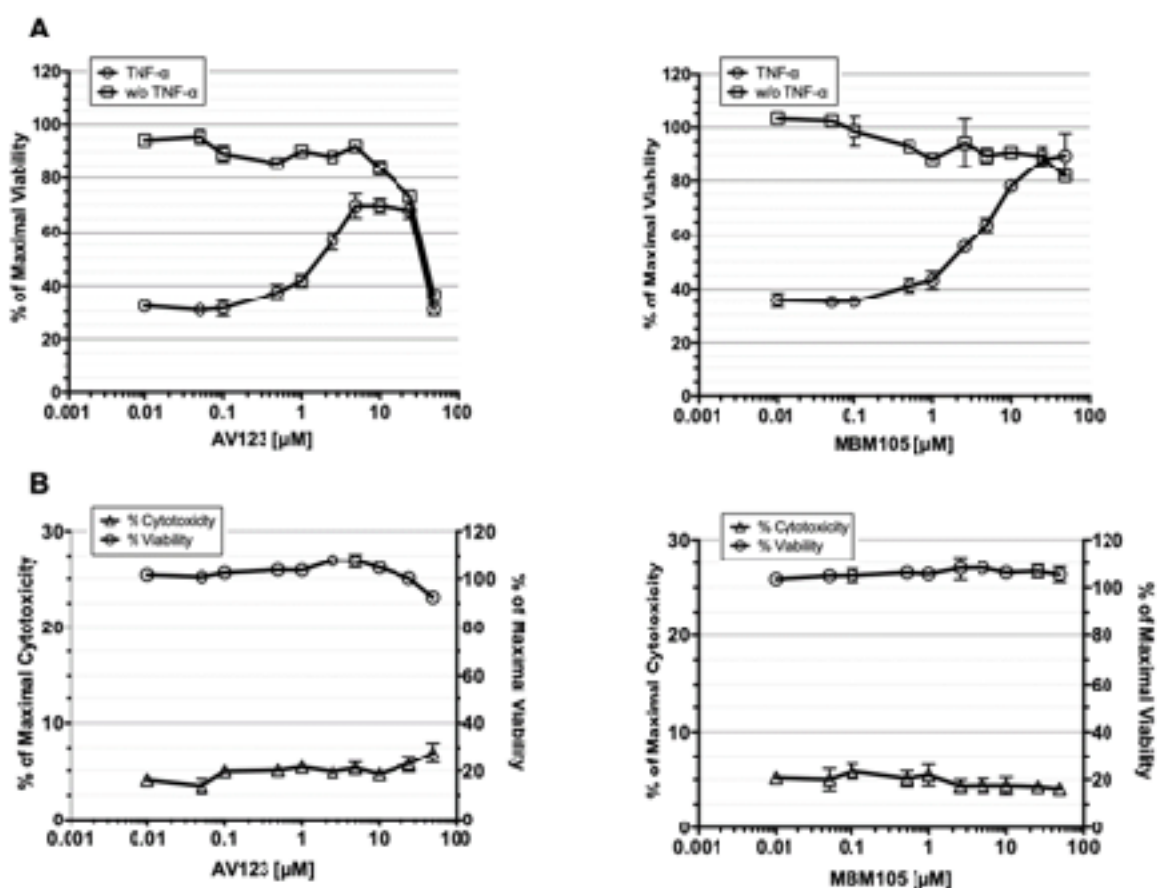 A
TNF-α
w/o TNF-α
120
100
80
60
40
20
0
% of Maximal Viability
0.001 0.01 0.1 1 10 100
AV123 [µM]
TNF-α
w/o TNF-α
120
100
80
60
40
20
0
% of Maximal Viability
0.001 0.01 0.1 1 10 100
MBM105 [µM]
B
% Cytotoxicity
% Viability
30
20
10
0
% of Maximal Cytotoxicity
120
100
80
60
40
20
0
% of Maxima Viability
0.001 0.01 0.1 1 10 100
AV123 [µM]
% Cytotoxicity
% Viability
30
20
10
0
% of Maximal Cytotoxicity
120
100
80
60
40
20
0
% of Maximal Viability
0.001 0.01 0.1 1 10 100
MBM105 [µM]